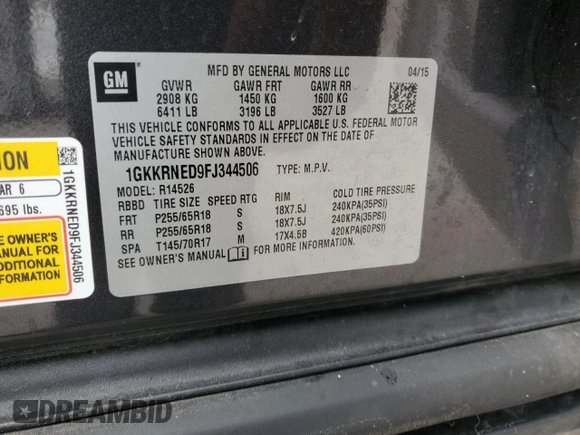 GM
MFD BY GENERAL MOTORS LLC 04/15
GVWR GAWR FRT GAWR RR
2908 KG 1450 KG 1600 KG
6411 LB 3196 LB 3527 LB
THIS VEHICLE CONFORMS TO ALL APPLICABLE U.S. FEDERAL MOTOR
VEHICLE SAFETY STANDARDS IN EFFECT ON THE DATE OF
MANUFACTURE SHOWN ABOVE.
1GKKRNED9FJ344506 TYPE: M.P.V.
MODEL: R14526
RBBD TIRE SIZE SPEED RTG RIM COLD TIRE PRESSURE
FRT P255/65R18 S 18X7.5J 240KPA(35PSI)
RR P255/65R18 S 18X7.5J 240KPA(35PSI)
SPA T145/70R17 M 17X4.5B 420KPA(60PSI)
SEE OWNER'S MANUAL FOR MORE INFORMATION.
ION
AR 6
695 lbs.
E OWNER'S
ANUAL FOR
DDITIONAL
ORMATION
1GKKRNED9FJ344506
DREAMBID